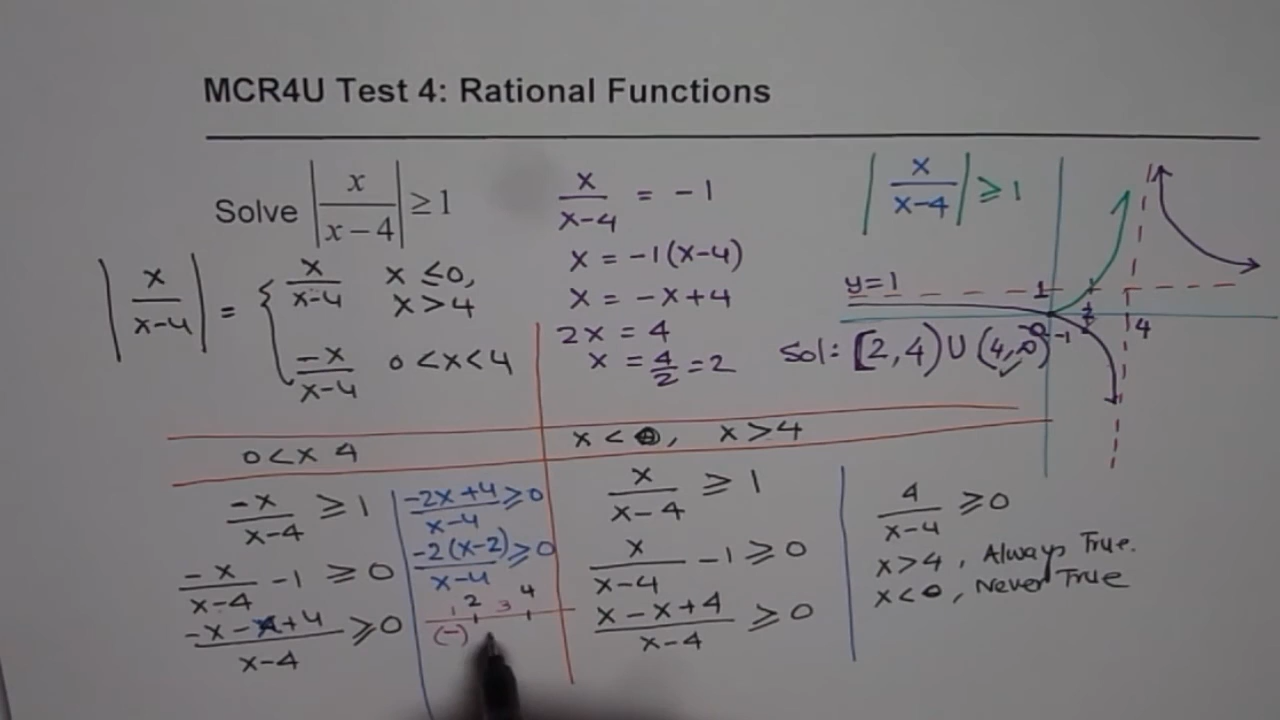 MCR4U Test 4: Rational Functions
Solve |x/(x-4)| ≥ 1
|x/(x-4)| = { x/(x-4) x ≤ 0, x > 4
-x/(x-4) 0 < x < 4
x/(x-4) = -1
x = -1(x-4)
x = -x+4
2x = 4
x = 4/2 = 2
|x/(x-4)| ≥ 1
y=1
1
2
-1
4
Sol: [2,4) U (4,∞)
0 < x 4
-x/(x-4) ≥ 1
-x/(x-4) -1 ≥ 0
(-x-x+4)/(x-4) ≥ 0
(-2x+4)/(x-4) ≥ 0
-2(x-2)/(x-4) ≥ 0
1 2 3 4
(-)
x < 0, x > 4
x/(x-4) ≥ 1
x/(x-4) -1 ≥ 0
(x-x+4)/(x-4) ≥ 0
4/(x-4) ≥ 0
x>4, Always True.
x<0, Never True